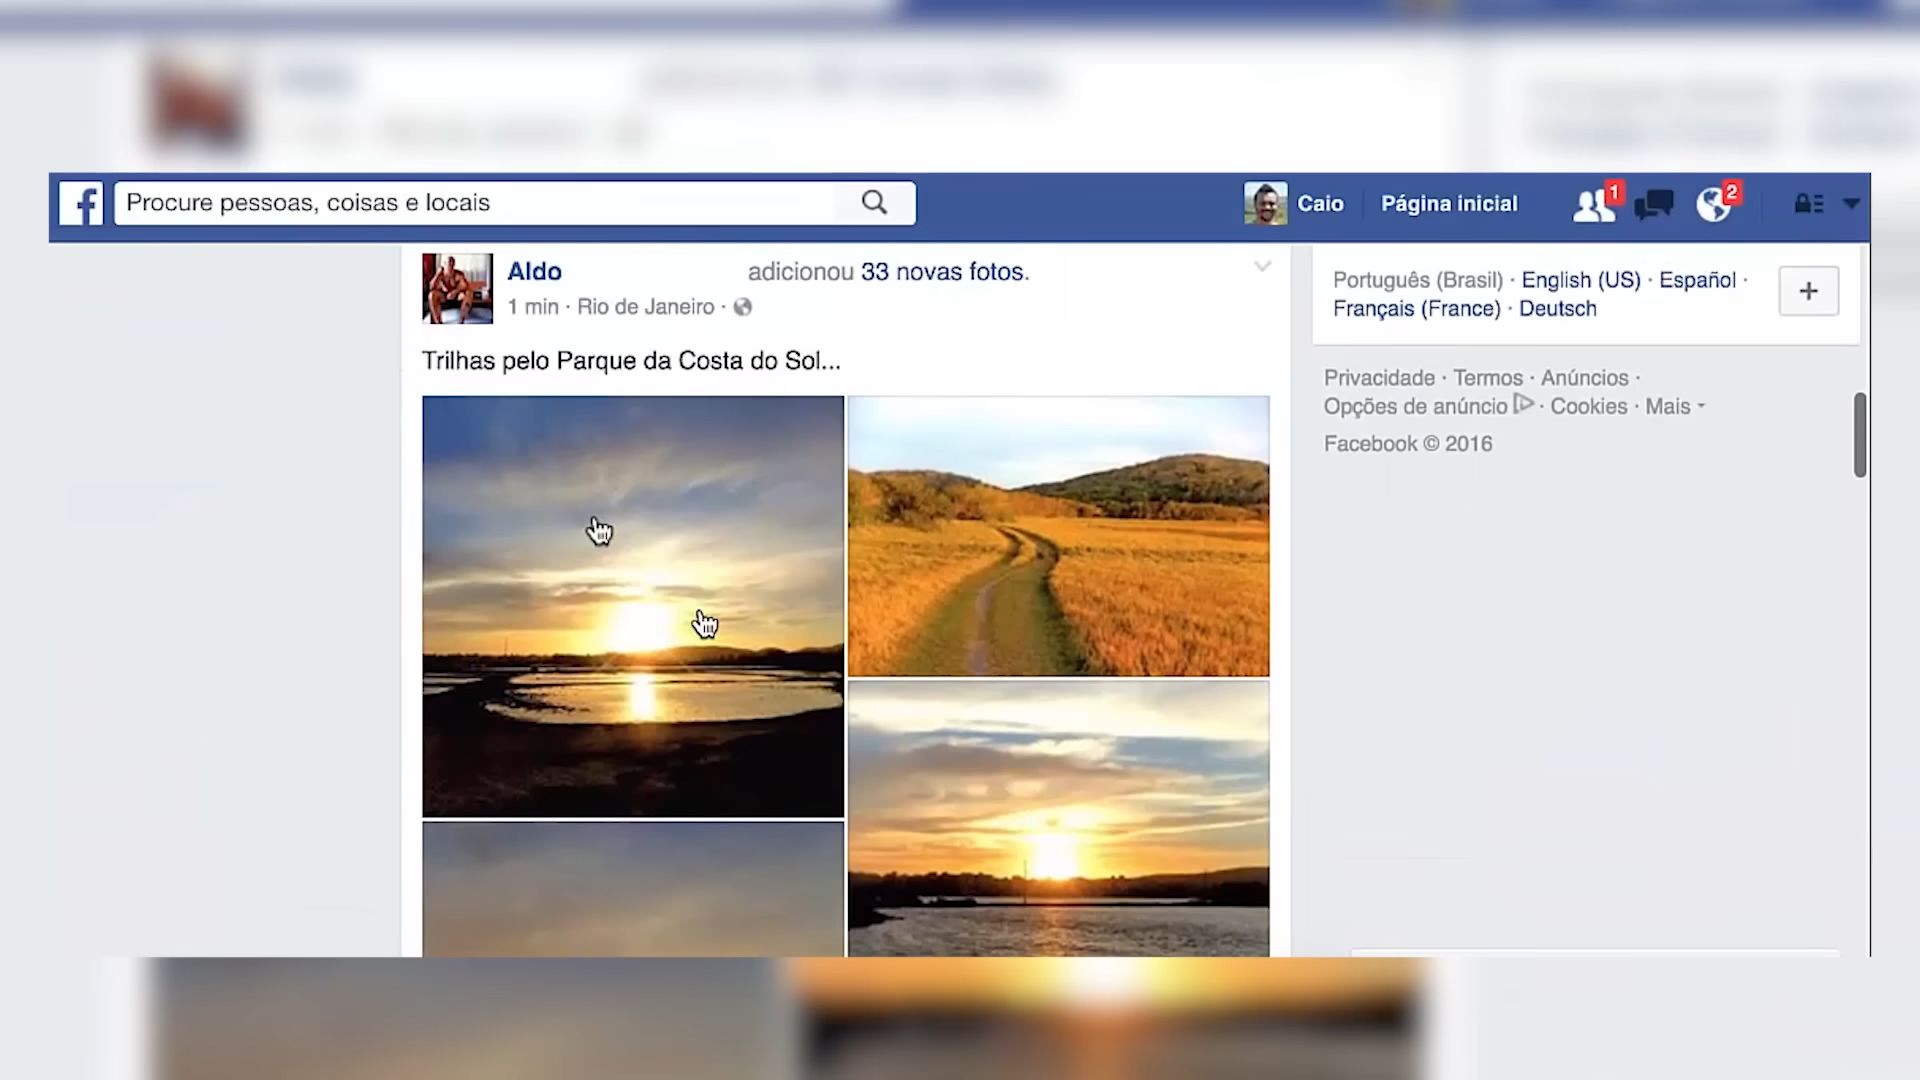 f
Procure pessoas, coisas e locais
Caio
Página inicial
1
2
Aldo adicionou 33 novas fotos.
1 min · Rio de Janeiro ·
Trilhas pelo Parque da Costa do Sol...
Português (Brasil) · English (US) · Español ·
Français (France) · Deutsch
+
Privacidade · Termos · Anúncios ·
Opções de anúncio · Cookies · Mais
Facebook © 2016